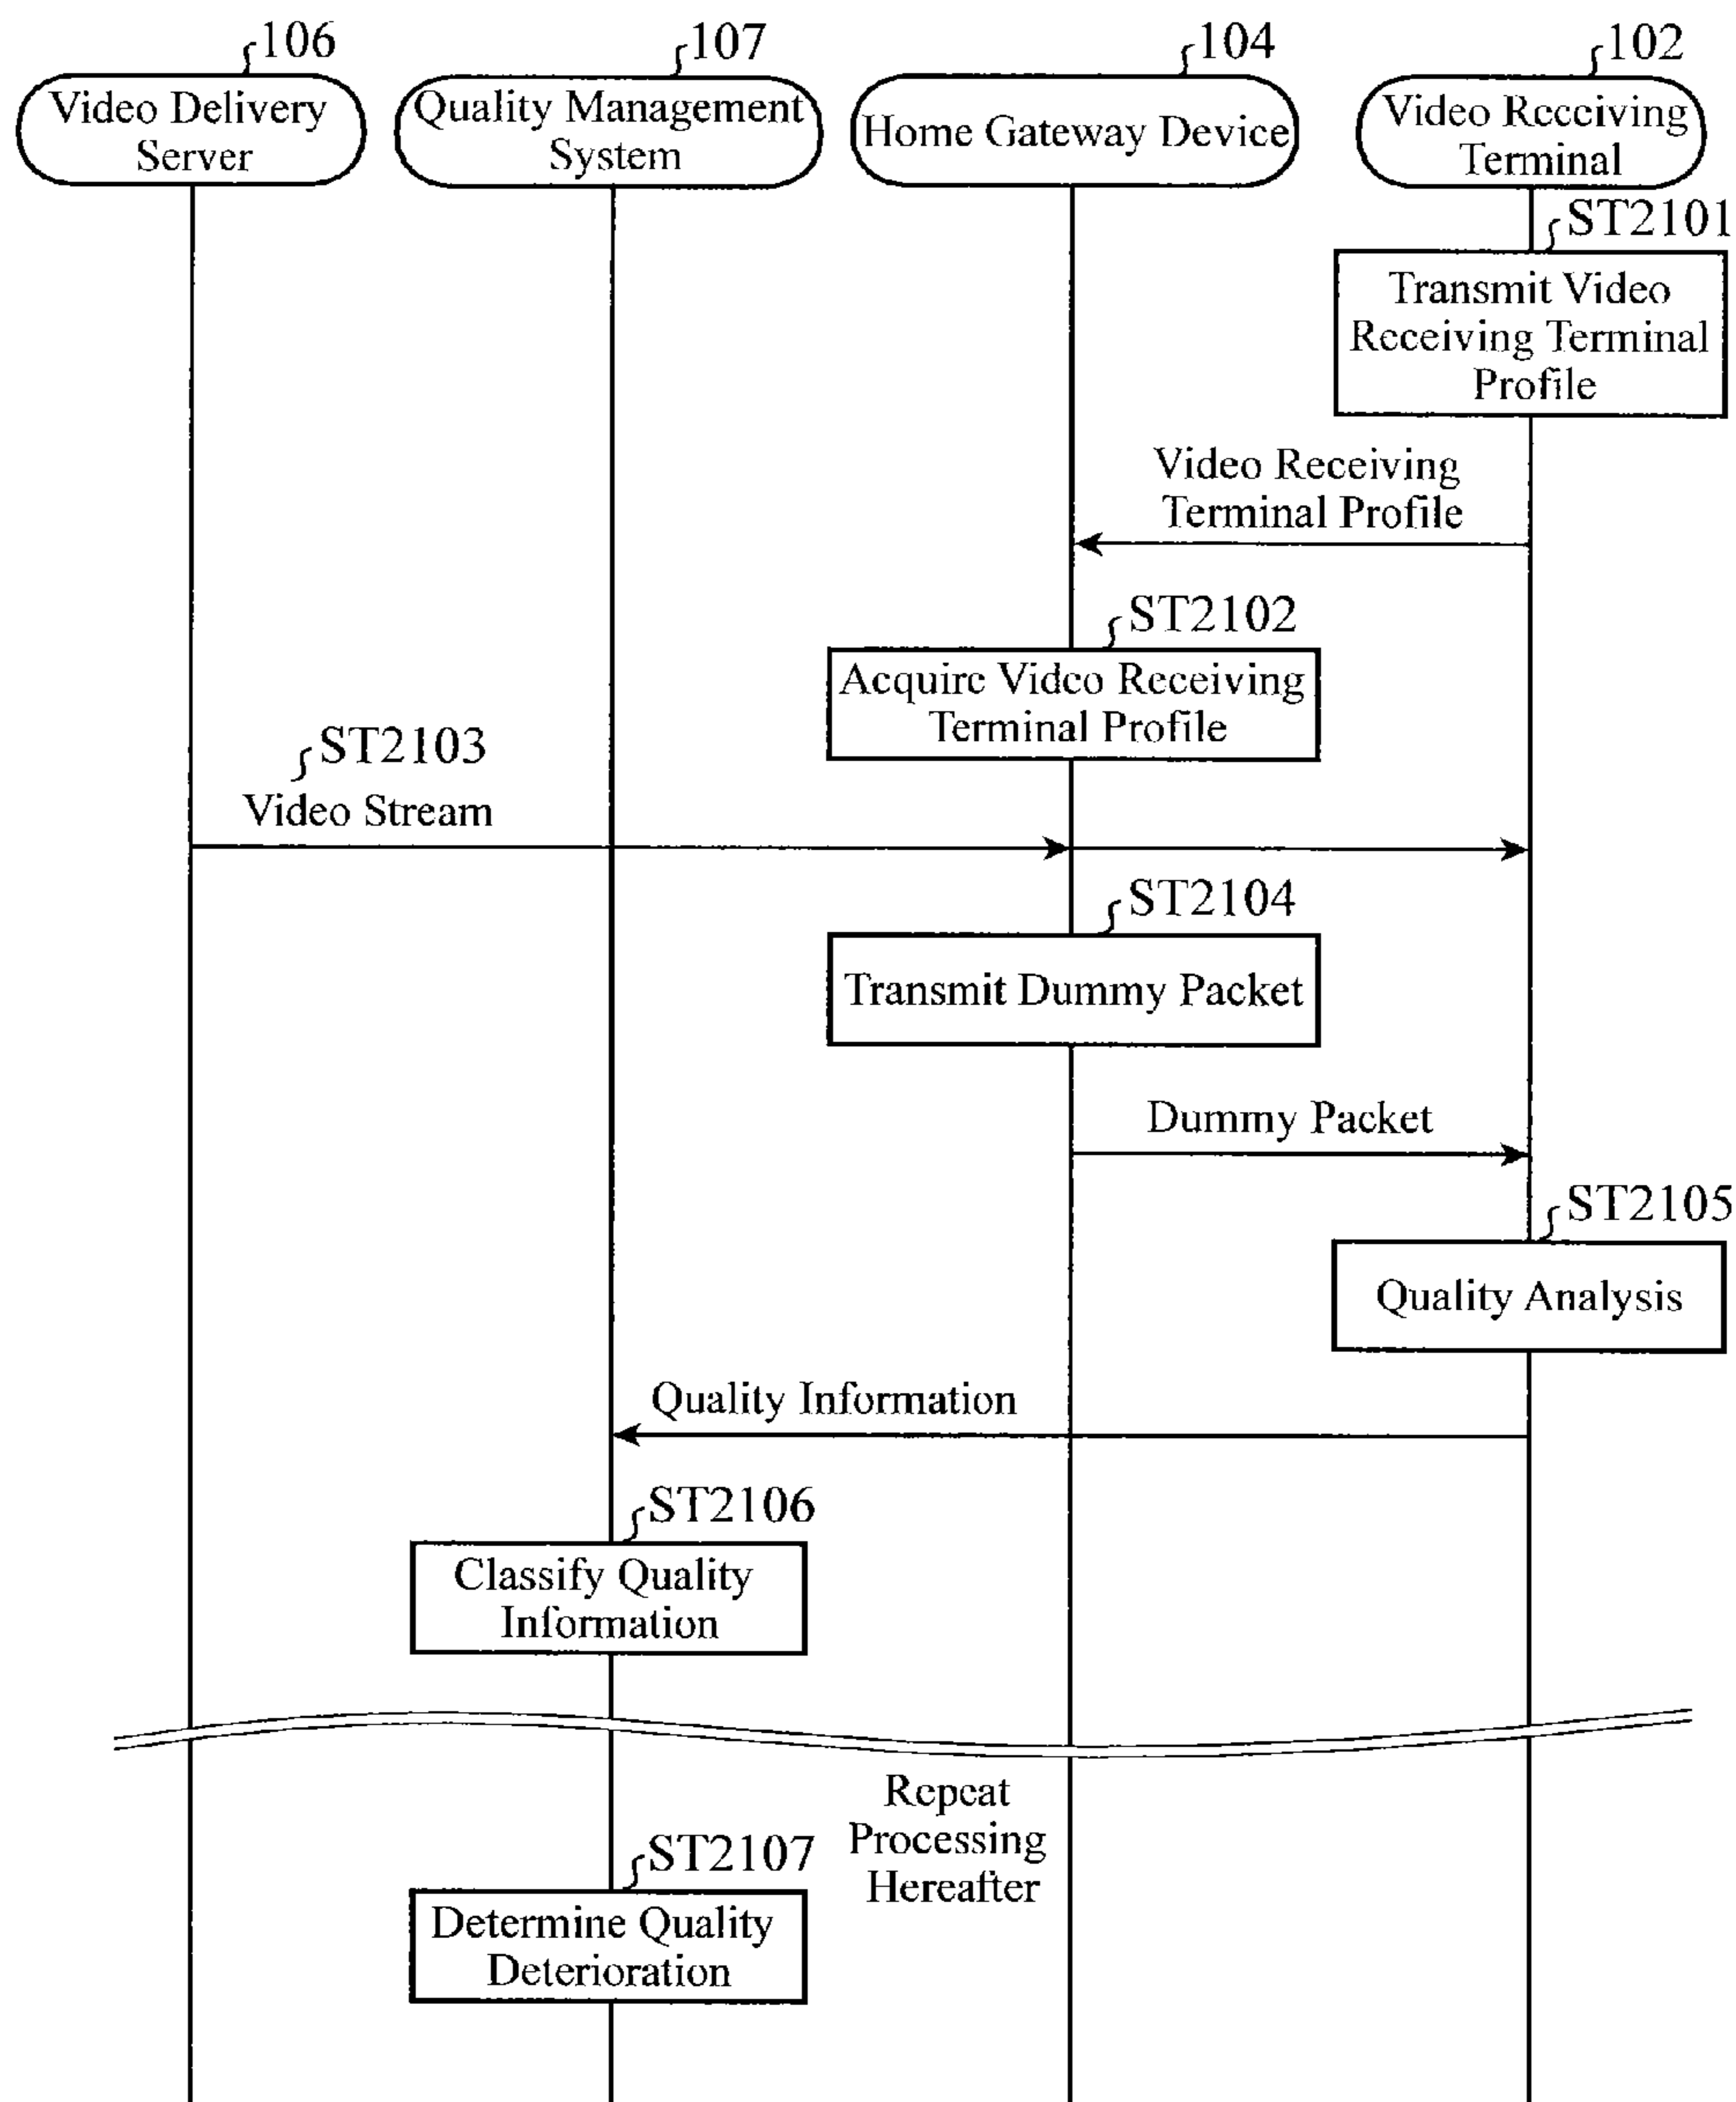 106
107
104
102
Video Delivery
Server
Quality Management
System
Home Gateway Device
Video Receiving
Terminal
ST2101
Transmit Video
Receiving Terminal
Profile
Video Receiving
Terminal Profile
ST2102
Acquire Video Receiving
Terminal Profile
ST2103
Video Stream
ST2104
Transmit Dummy Packet
Dummy Packet
ST2105
Quality Analysis
Quality Information
ST2106
Classify Quality
Information
Repeat
Processing
Hereafter
ST2107
Determine Quality
Deterioration